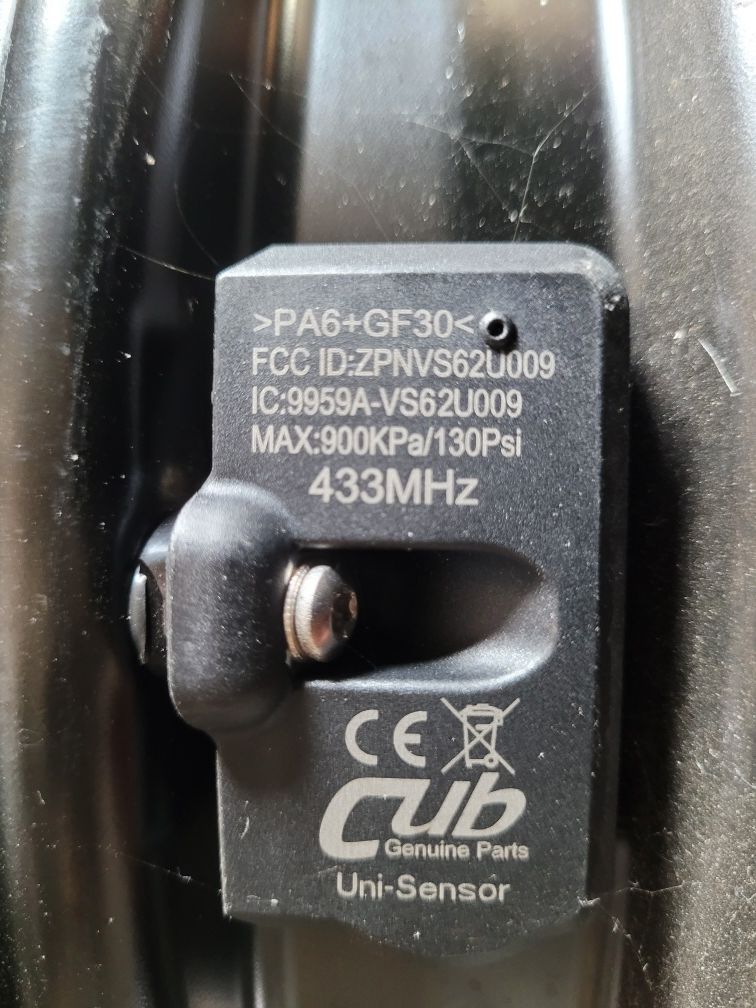 >PA6+GF30<
FCC ID:ZPNVS62U009
IC:9959A-VS62U009
MAX:900KPa/130Psi
433MHz
CE
Cub
Genuine Parts
Uni-Sensor